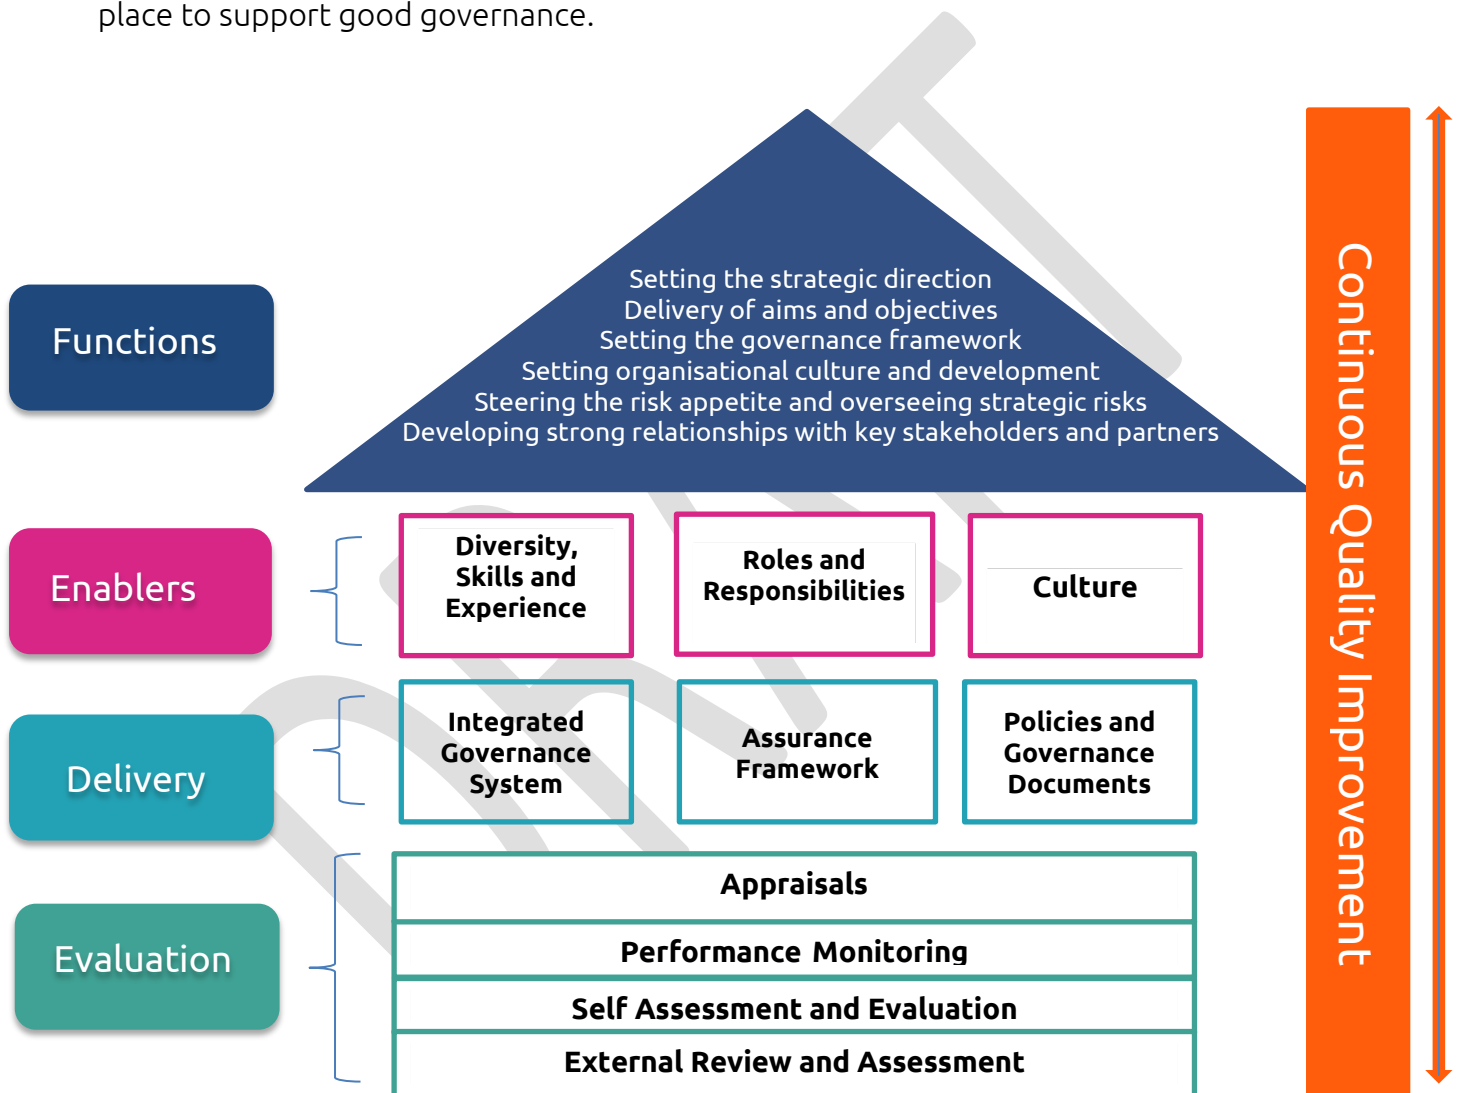 place to support good governance.
Functions
Setting the strategic direction
Delivery of aims and objectives
Setting the governance framework
Setting organisational culture and development
Steering the risk appetite and overseeing strategic risks
Developing strong relationships with key stakeholders and partners
Enablers
Diversity,
Skills and
Experience
Roles and
Responsibilities
Culture
Delivery
Integrated
Governance
System
Assurance
Framework
Policies and
Governance
Documents
Evaluation
Appraisals
Performance Monitoring
Self Assessment and Evaluation
External Review and Assessment
Continuous Quality Improvement
DRAFT